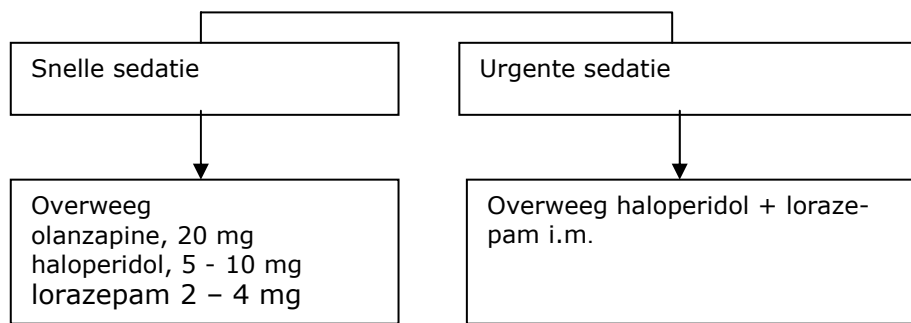 Snelle sedatie
Urgente sedatie
Overweeg
olanzapine, 20 mg
haloperidol, 5 - 10 mg
lorazepam 2 – 4 mg
Overweeg haloperidol + loraze-
pam i.m.